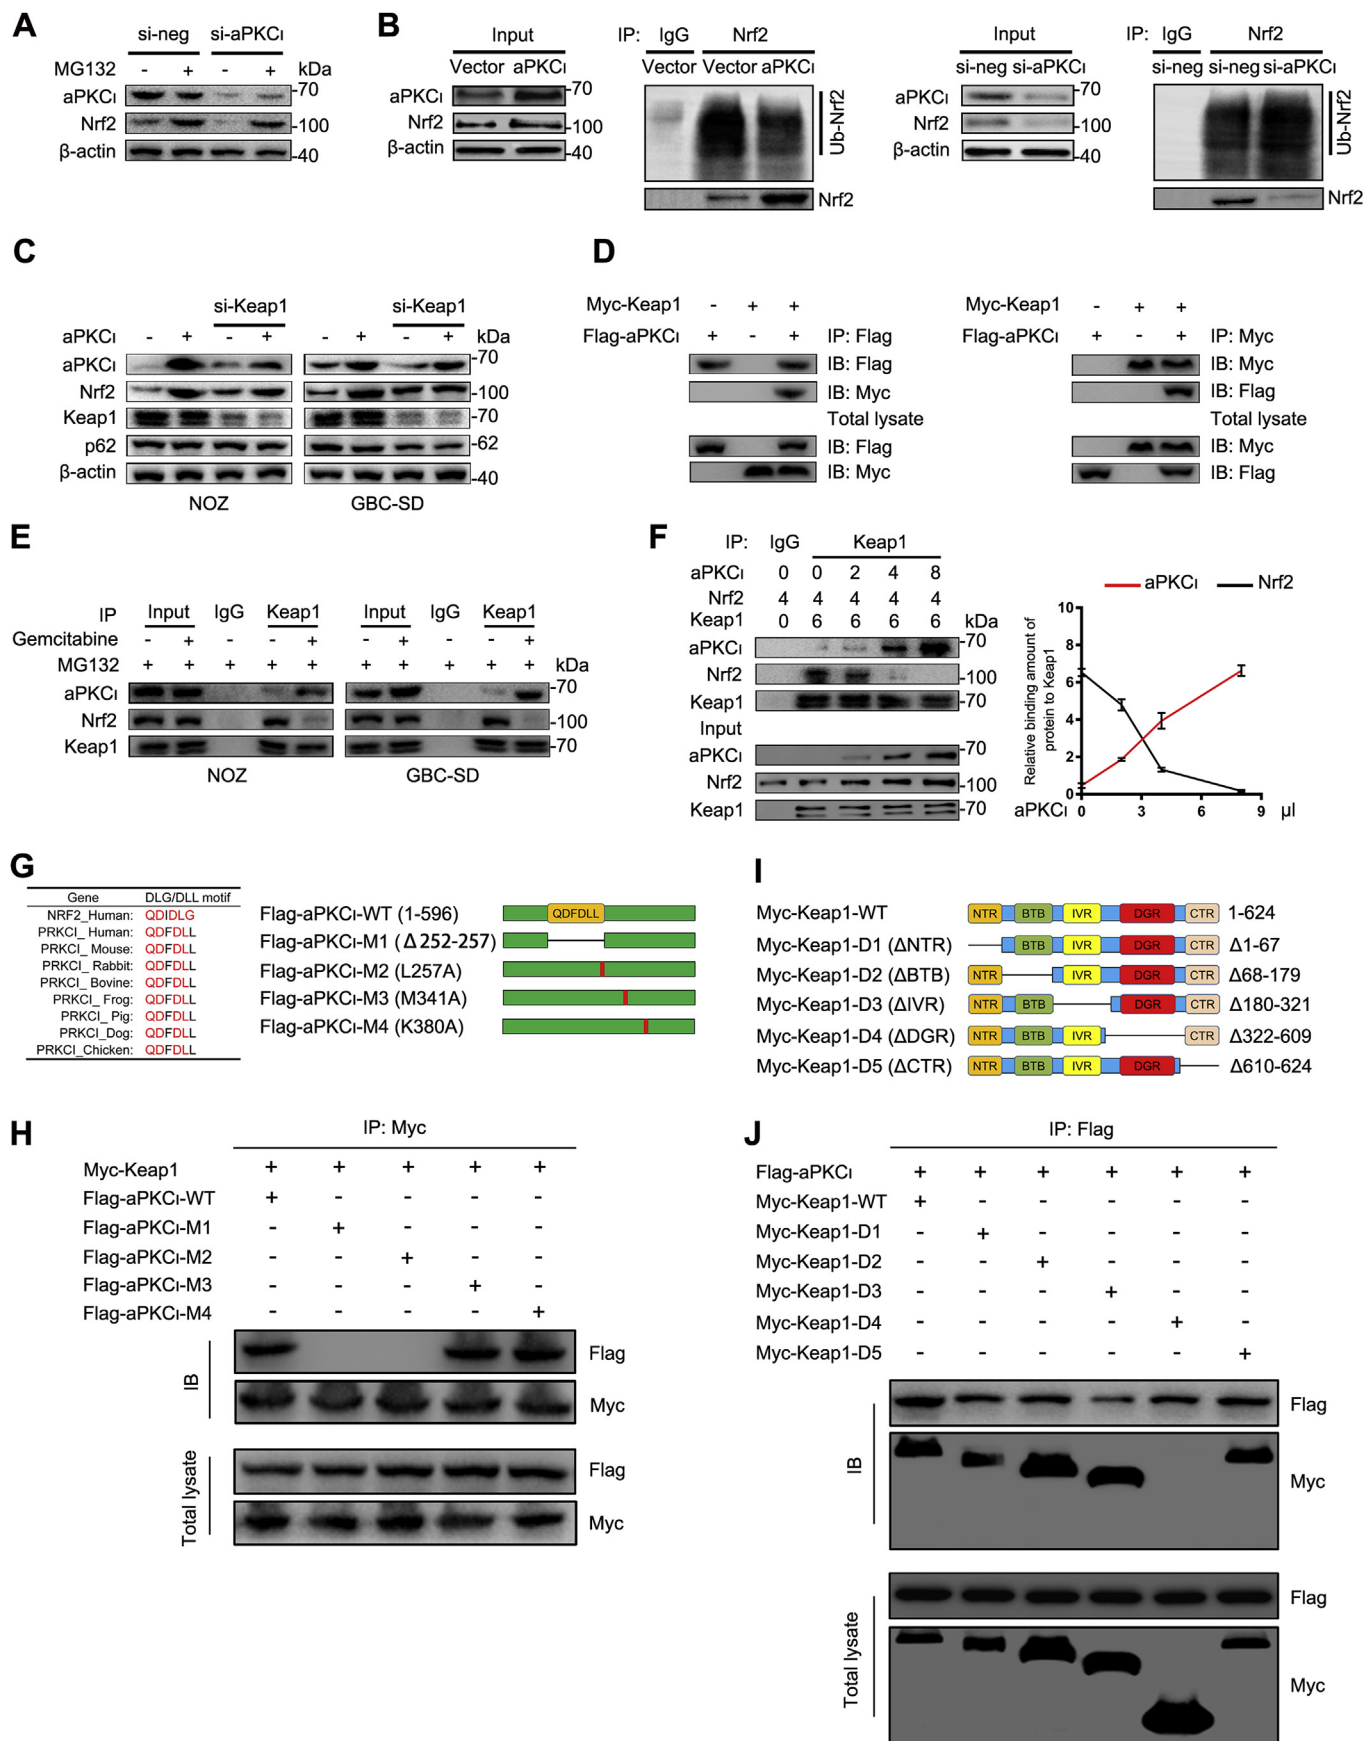 A
si-neg si-aPKCι
MG132 - + - + kDa
aPKCι -70
Nrf2 -100
β-actin -40
B
Input IP: IgG Nrf2
Vector aPKCι Vector Vector aPKCι
aPKCι -70
Nrf2 -100
β-actin -40
Ub-Nrf2
Nrf2
Input IP: IgG Nrf2
si-neg si-aPKCι si-neg si-neg si-aPKCι
aPKCι -70
Nrf2 -100
β-actin -40
Ub-Nrf2
Nrf2
C
si-Keap1 si-Keap1
aPKCι - + - + - + - + kDa
aPKCι -70
Nrf2 -100
Keap1 -70
p62 -62
β-actin -40
NOZ GBC-SD
D
Myc-Keap1 - + +
Flag-aPKCι + - + IP: Flag
IB: Flag
IB: Myc
Total lysate
IB: Flag
IB: Myc
Myc-Keap1 - + +
Flag-aPKCι + - + IP: Myc
IB: Myc
IB: Flag
Total lysate
IB: Myc
IB: Flag
E
IP Input IgG Keap1 Input IgG Keap1
Gemcitabine - + - - + - + - - +
MG132 + + + + + + + + + + kDa
aPKCι -70
Nrf2 -100
Keap1 -70
NOZ GBC-SD
F
IP: IgG Keap1
aPKCι 0 0 2 4 8
Nrf2 4 4 4 4 4
Keap1 0 6 6 6 6 kDa
aPKCι -70
Nrf2 -100
Keap1 -70
Input
aPKCι -70
Nrf2 -100
Keap1 -70
aPKCι Nrf2
Relative binding amount of
protein to Keap1
10
8
6
4
2
0
aPKCι 0 3 6 9 μl
G
Gene DLG/DLL motif
NRF2_Human: QDIDLG
PRKCI_Human: QDFDLL
PRKCI_Mouse: QDFDLL
PRKCI_ Rabbit: QDFDLL
PRKCI_ Bovine: QDFDLL
PRKCI_ Frog: QDFDLL
PRKCI_ Pig: QDFDLL
PRKCI_Dog: QDFDLL
PRKCI_Chicken: QDFDLL
Flag-aPKCι-WT (1-596) QDFDLL
Flag-aPKCι-M1 (Δ252-257)
Flag-aPKCι-M2 (L257A)
Flag-aPKCι-M3 (M341A)
Flag-aPKCι-M4 (K380A)
I
Myc-Keap1-WT NTR BTB IVR DGR CTR 1-624
Myc-Keap1-D1 (ΔNTR) BTB IVR DGR CTR Δ1-67
Myc-Keap1-D2 (ΔBTB) NTR IVR DGR CTR Δ68-179
Myc-Keap1-D3 (ΔIVR) NTR BTB DGR CTR Δ180-321
Myc-Keap1-D4 (ΔDGR) NTR BTB IVR CTR Δ322-609
Myc-Keap1-D5 (ΔCTR) NTR BTB IVR DGR Δ610-624
H
IP: Myc
Myc-Keap1 + + + + +
Flag-aPKCι-WT + - - - -
Flag-aPKCι-M1 - + - - -
Flag-aPKCι-M2 - - + - -
Flag-aPKCι-M3 - - - + -
Flag-aPKCι-M4 - - - - +
IB
Flag
Myc
Total lysate
Flag
Myc
J
IP: Flag
Flag-aPKCι + + + + + +
Myc-Keap1-WT + - - - - -
Myc-Keap1-D1 - + - - - -
Myc-Keap1-D2 - - + - - -
Myc-Keap1-D3 - - - + - -
Myc-Keap1-D4 - - - - + -
Myc-Keap1-D5 - - - - - +
IB
Flag
Myc
Total lysate
Flag
Myc